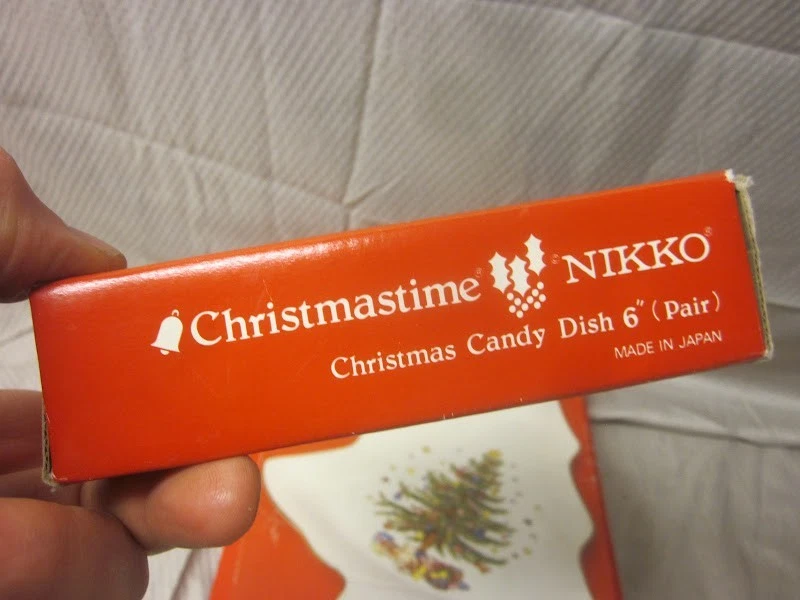 Christmastime® NIKKO®
Christmas Candy Dish 6" (Pair)
MADE IN JAPAN